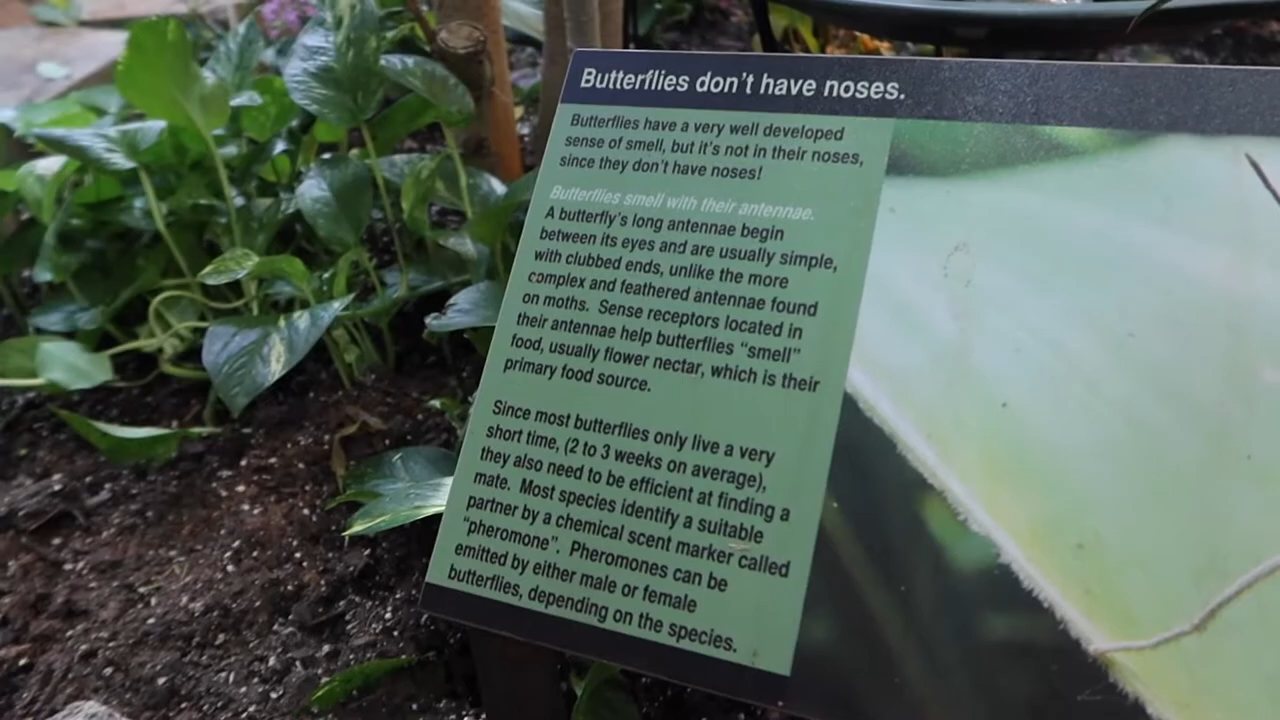 Butterflies don't have noses.
Butterflies have a very well developed
sense of smell, but it's not in their noses,
since they don't have noses!
Butterflies smell with their antennae.
A butterfly's long antennae begin
between its eyes and are usually simple,
with clubbed ends, unlike the more
complex and feathered antennae found
on moths. Sense receptors located in
their antennae help butterflies "smell"
food, usually flower nectar, which is their
primary food source.
Since most butterflies only live a very
short time, (2 to 3 weeks on average),
they also need to be efficient at finding a
mate. Most species identify a suitable
partner by a chemical scent marker called
"pheromone". Pheromones can be
emitted by either male or female
butterflies, depending on the species.